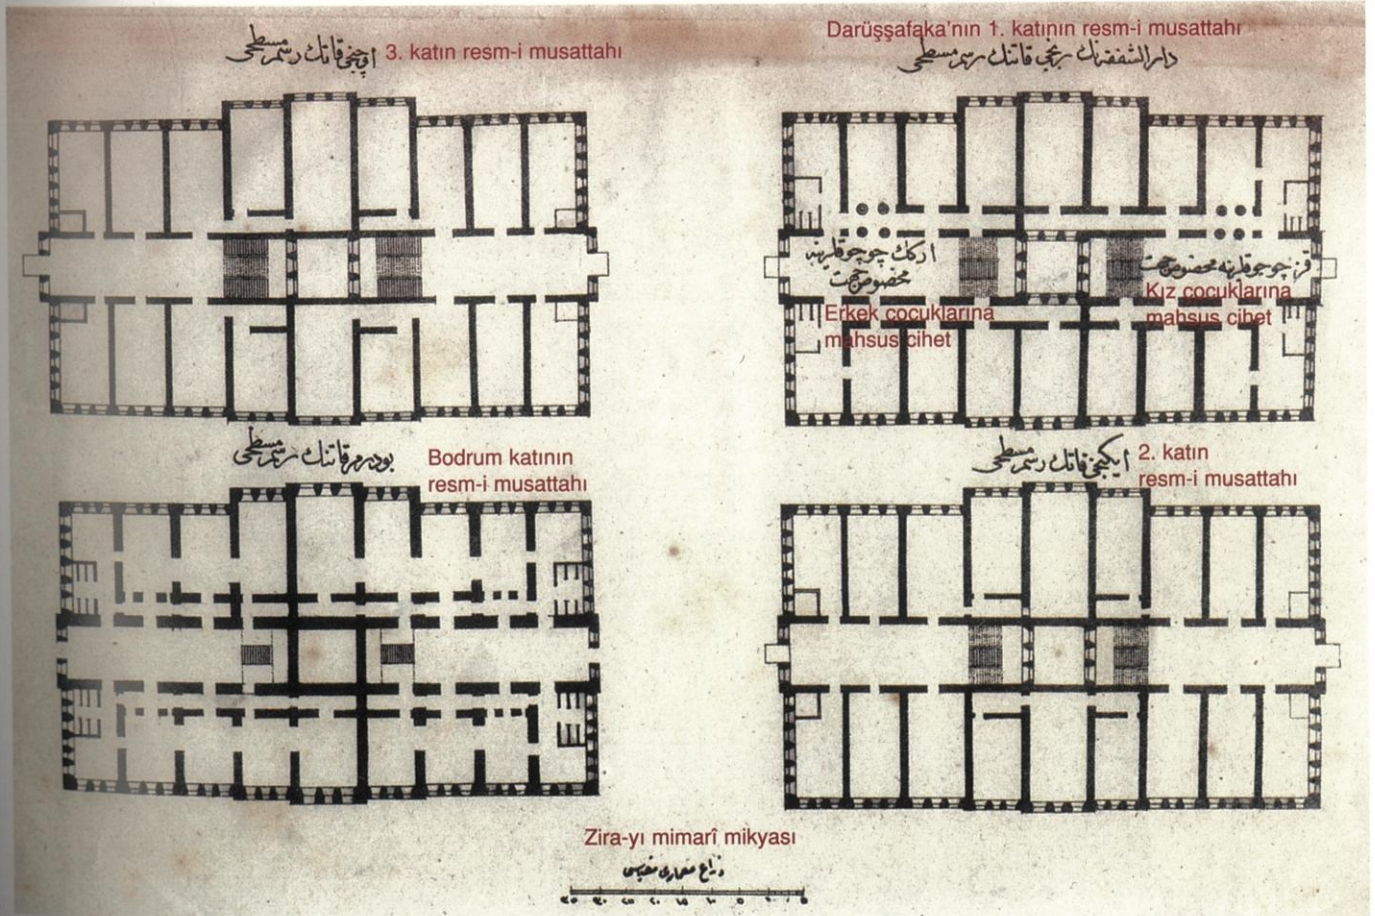 اوچنجی قاتك رسم مسطحی
3. katın resm-i musattahı
Darüşşafaka'nın 1. katının resm-i musattahı
دار الشفقه‌نك برنجی قاتنك رسم مسطحی
اركك چوجوقلرینه
مخصوص جهت
Erkek çocuklarına
mahsus cihet
قز چوجوقلرینه مخصوص جهت
Kız çocuklarına
mahsus cihet
بودروم قاتنك رسم مسطحی
Bodrum katının
resm-i musattahı
ایكنجی قاتك رسم مسطحی
2. katın
resm-i musattahı
Zira-yı mimarî mikyası
ذراع معماری مقیاسی